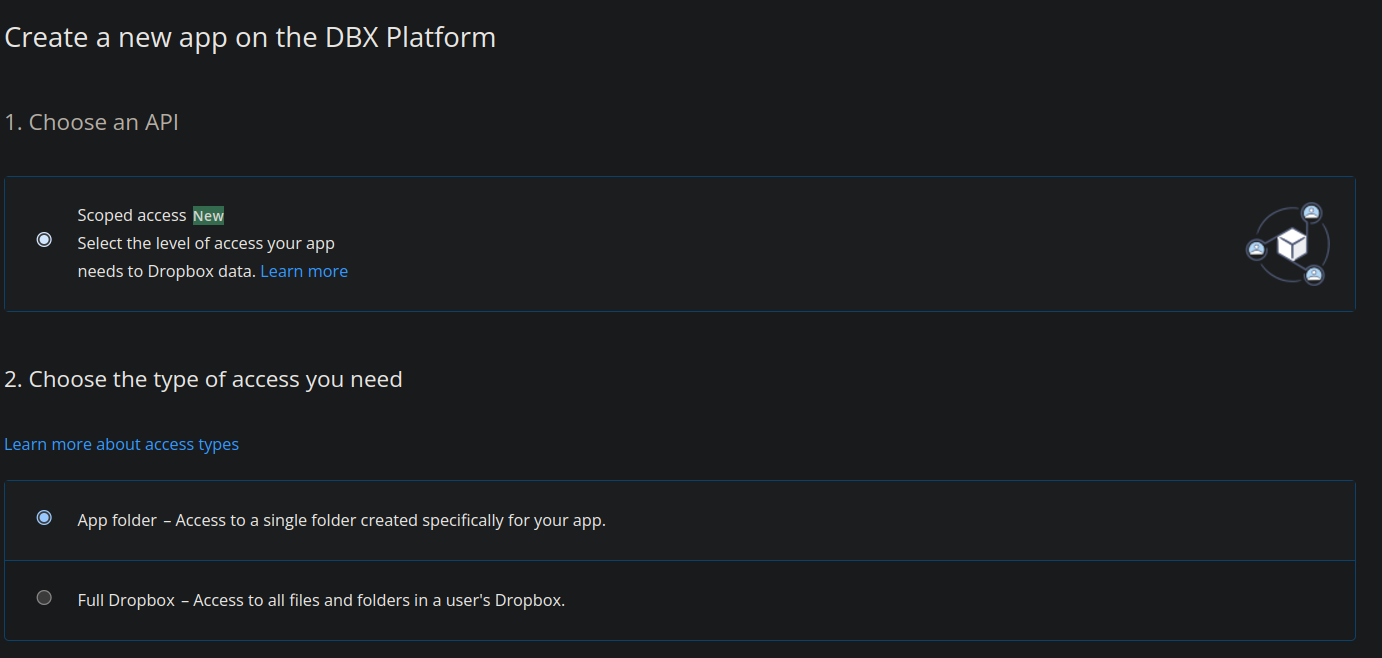 Create a new app on the DBX Platform
1. Choose an API
Scoped access New
Select the level of access your app
needs to Dropbox data. Learn more
2. Choose the type of access you need
Learn more about access types
App folder – Access to a single folder created specifically for your app.
Full Dropbox – Access to all files and folders in a user's Dropbox.